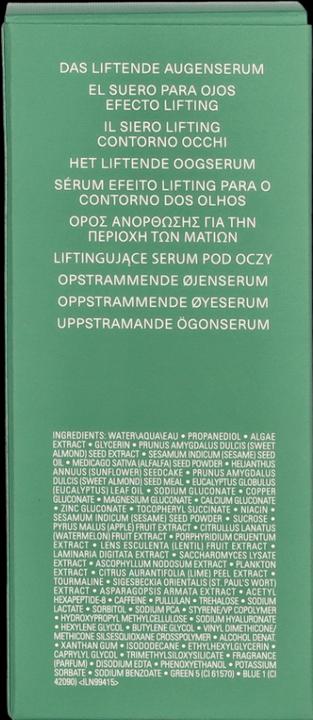 DAS LIFTENDE AUGENSERUM
EL SUERO PARA OJOS
EFECTO LIFTING
IL SIERO LIFTING
CONTORNO OCCHI
HET LIFTENDE OOGSERUM
SÉRUM EFEITO LIFTING PARA O
CONTORNO DOS OLHOS
ΟΡΟΣ ΑΝΟΡΘΩΣΗΣ ΓΙΑ ΤΗΝ
ΠΕΡΙΟΧΗ ΤΩΝ ΜΑΤΙΩΝ
LIFTINGUJĄCE SERUM POD OCZY
OPSTRAMMENDE ØJENSERUM
OPPSTRAMMENDE ØYESERUM
UPPSTRAMANDE ÖGONSERUM
INGREDIENTS: WATER\AQUA\EAU • PROPANEDIOL • ALGAE
EXTRACT • GLYCERIN • PRUNUS AMYGDALUS DULCIS (SWEET
ALMOND) SEED EXTRACT • SESAMUM INDICUM (SESAME) SEED
OIL • MEDICAGO SATIVA (ALFALFA) SEED POWDER • HELIANTHUS
ANNUUS (SUNFLOWER) SEEDCAKE • PRUNUS AMYGDALUS
DULCIS (SWEET ALMOND) SEED MEAL • EUCALYPTUS GLOBULUS
(EUCALYPTUS) LEAF OIL • SODIUM GLUCONATE • COPPER
GLUCONATE • MAGNESIUM GLUCONATE • CALCIUM GLUCONATE
• ZINC GLUCONATE • TOCOPHERYL SUCCINATE • NIACIN •
SESAMUM INDICUM (SESAME) SEED POWDER • SUCROSE •
PYRUS MALUS (APPLE) FRUIT EXTRACT • CITRULLUS LANATUS
(WATERMELON) FRUIT EXTRACT • PORPHYRIDIUM CRUENTUM
EXTRACT • LENS ESCULENTA (LENTIL) FRUIT EXTRACT •
LAMINARIA DIGITATA EXTRACT • SACCHAROMYCES LYSATE
EXTRACT • ASCOPHYLLUM NODOSUM EXTRACT • PLANKTON
EXTRACT • CITRUS AURANTIFOLIA (LIME) PEEL EXTRACT •
TOURMALINE • SIGESBECKIA ORIENTALIS (ST. PAUL'S WORT)
EXTRACT • ASPARAGOPSIS ARMATA EXTRACT • ACETYL
HEXAPEPTIDE-8 • CAFFEINE • PULLULAN • TREHALOSE • SODIUM
LACTATE • SORBITOL • SODIUM PCA • STYRENE/VP COPOLYMER
• HYDROXYPROPYL METHYLCELLULOSE • SODIUM HYALURONATE
• HEXYLENE GLYCOL • BUTYLENE GLYCOL • VINYL DIMETHICONE/
METHICONE SILSESQUIOXANE CROSSPOLYMER • ALCOHOL DENAT.
• XANTHAN GUM • ISODODECANE • ETHYLHEXYLGLYCERIN •
CAPRYLYL GLYCOL • TRIMETHYLSILOXYSILICATE • FRAGRANCE
(PARFUM) • DISODIUM EDTA • PHENOXYETHANOL • POTASSIUM
SORBATE • SODIUM BENZOATE • GREEN 5 (CI 61570) • BLUE 1 (CI
42090) <ILN99415>